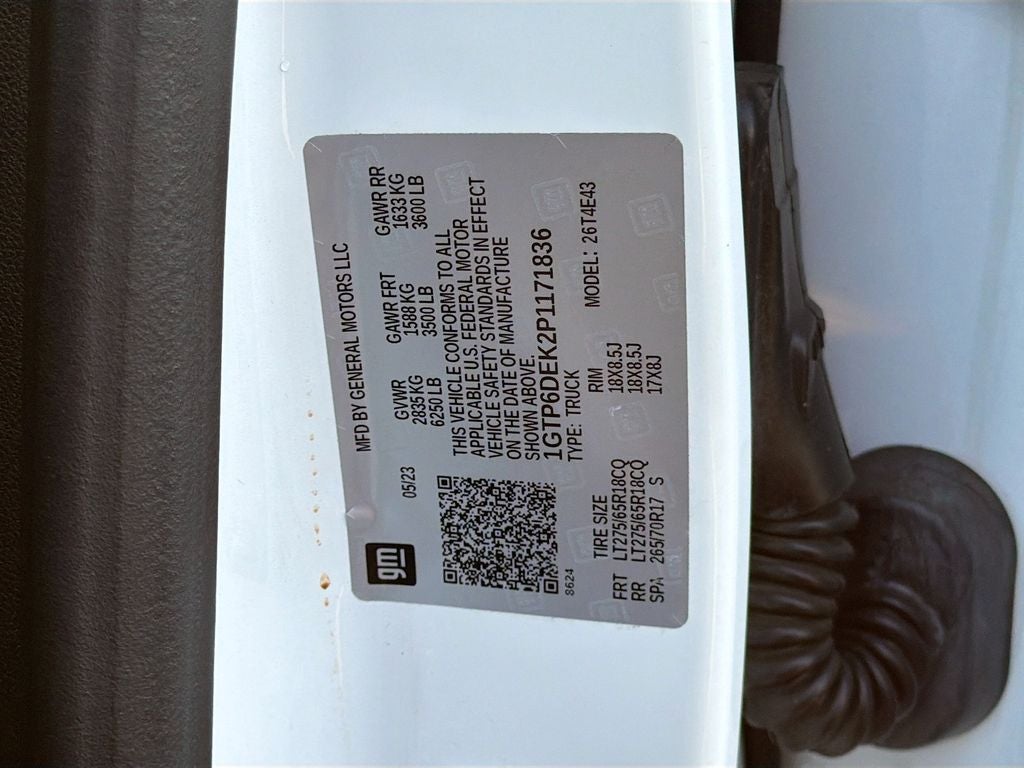 MFD BY GENERAL MOTORS LLC
gm
05/23
GVWR GAWR FRT GAWR RR
2835 KG 1588 KG 1633 KG
6250 LB 3500 LB 3600 LB
THIS VEHICLE CONFORMS TO ALL
APPLICABLE U.S. FEDERAL MOTOR
VEHICLE SAFETY STANDARDS IN EFFECT
ON THE DATE OF MANUFACTURE
SHOWN ABOVE.
1GTP6DEK2P1171836
8624
TYPE: TRUCK
TIRE SIZE RIM MODEL: 26T4E43
FRT LT275/65R18CQ 18X8.5J
RR LT275/65R18CQ 18X8.5J
SPA 265/70R17 S 17X8J